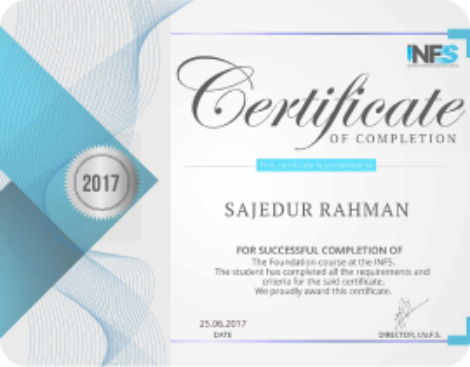 INFS
Certificate
OF COMPLETION
This certificate is presented to
2017
SAJEDUR RAHMAN
FOR SUCCESSFUL COMPLETION OF
The Foundation course at the INFS.
The student has completed all the requirements and
criteria for the said certificate.
We proudly award this certificate.
25.06.2017
DATE
DIRECTOR, I.N.F.S.